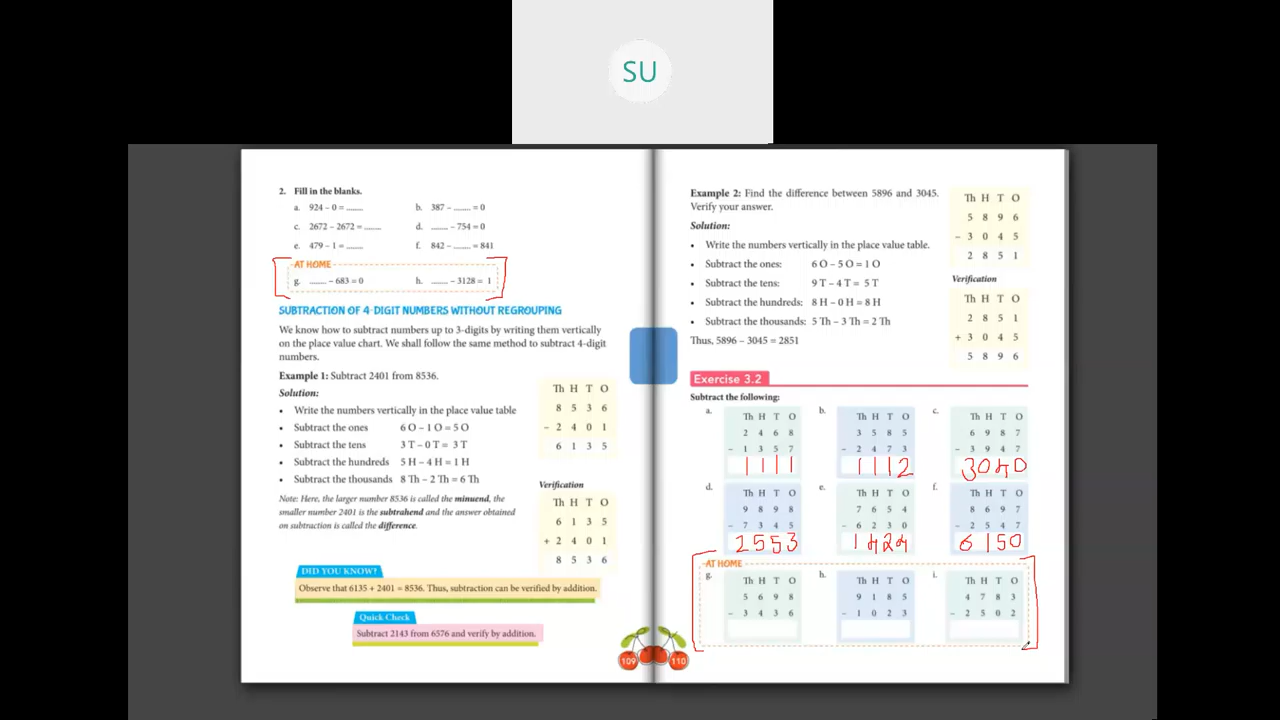 SU
2. Fill in the blanks.
a. 924 – 0 = ........ b. 387 – ........ = 0
c. 2672 – 2672 = ........ d. ........ – 754 = 0
e. 479 – 1 = ........ f. 842 – ........ = 841
AT HOME
g. ........ – 683 = 0 h. ........ – 3128 = 1
SUBTRACTION OF 4-DIGIT NUMBERS WITHOUT REGROUPING
We know how to subtract numbers up to 3-digits by writing them vertically
on the place value chart. We shall follow the same method to subtract 4-digit
numbers.
Example 1: Subtract 2401 from 8536.
Solution:
• Write the numbers vertically in the place value table
• Subtract the ones 6 O – 1 O = 5 O
• Subtract the tens 3 T – 0 T = 3 T
• Subtract the hundreds 5 H – 4 H = 1 H
• Subtract the thousands 8 Th – 2 Th = 6 Th
Note: Here, the larger number 8536 is called the minuend, the
smaller number 2401 is the subtrahend and the answer obtained
on subtraction is called the difference.
Th H T O
8 5 3 6
– 2 4 0 1
6 1 3 5
Verification
Th H T O
6 1 3 5
+ 2 4 0 1
8 5 3 6
DID YOU KNOW?
Observe that 6135 + 2401 = 8536. Thus, subtraction can be verified by addition.
Quick Check
Subtract 2143 from 6576 and verify by addition.
109
Example 2: Find the difference between 5896 and 3045.
Verify your answer.
Solution:
• Write the numbers vertically in the place value table.
• Subtract the ones: 6 O – 5 O = 1 O
• Subtract the tens: 9 T – 4 T = 5 T
• Subtract the hundreds: 8 H – 0H = 8 H
• Subtract the thousands: 5 Th – 3 Th = 2 Th
Thus, 5896 – 3045 = 2851
Th H T O
5 8 9 6
– 3 0 4 5
2 8 5 1
Verification
Th H T O
2 8 5 1
+ 3 0 4 5
5 8 9 6
Exercise 3.2
Subtract the following:
a. b. c.
Th H T O Th H T O Th H T O
2 4 6 8 3 5 8 5 6 9 8 7
– 1 3 5 7 – 2 4 7 3 – 3 9 4 7
1111 1112 3040
d. e. f.
Th H T O Th H T O Th H T O
9 8 9 8 7 6 5 4 8 6 9 7
– 7 3 4 5 – 6 2 3 0 – 2 5 4 7
2553 1424 6150
AT HOME
g. h. i.
Th H T O Th H T O Th H T O
5 6 9 8 9 1 8 5 4 7 8 3
– 3 4 3 6 – 1 0 2 3 – 2 5 0 2
110